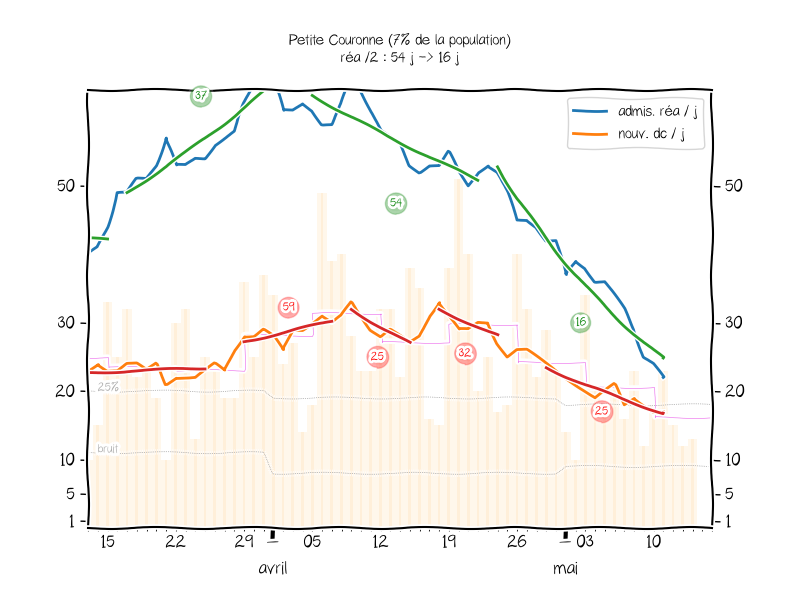 Petite Couronne (7% de la population)
réa /2 : 54 j -> 16 j
admis. réa / j
nouv. dc / j
37
54
59
25
32
16
25
25%
bruit
50
30
20
10
5
1
50
30
20
10
5
1
15 22 29 05 12 19 26 03 10
avril mai